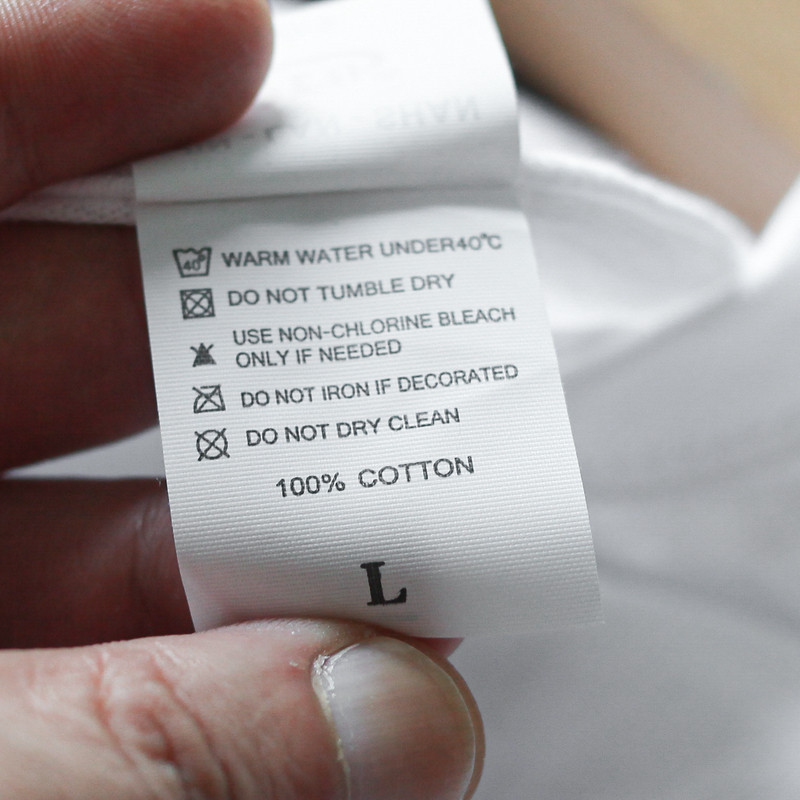 40° WARM WATER UNDER40℃
DO NOT TUMBLE DRY
USE NON-CHLORINE BLEACH
ONLY IF NEEDED
DO NOT IRON IF DECORATED
DO NOT DRY CLEAN
100% COTTON
L